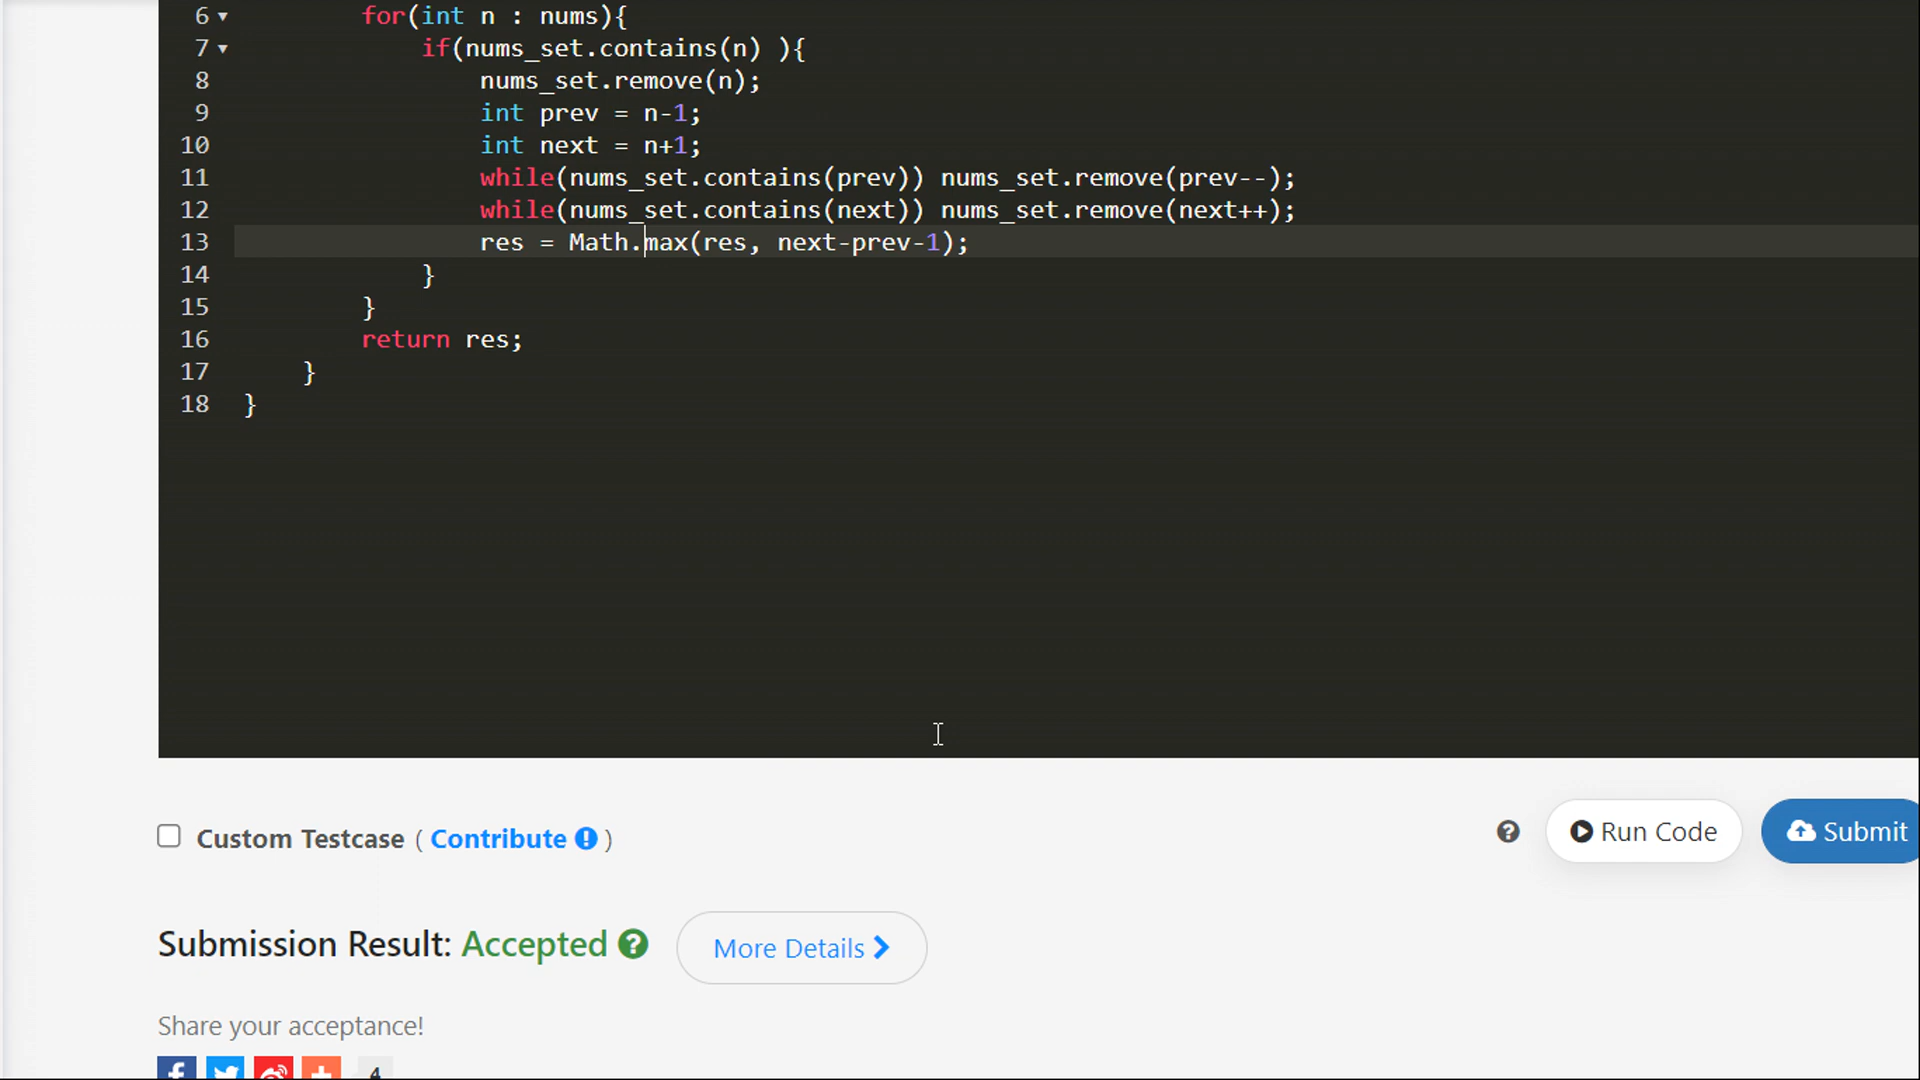 6 for(int n : nums){
7 if(nums_set.contains(n) ){
8 nums_set.remove(n);
9 int prev = n-1;
10 int next = n+1;
11 while(nums_set.contains(prev)) nums_set.remove(prev--);
12 while(nums_set.contains(next)) nums_set.remove(next++);
13 res = Math.max(res, next-prev-1);
14 }
15 }
16 return res;
17 }
18 }
Custom Testcase ( Contribute )
Run Code
Submit
Submission Result: Accepted
More Details
Share your acceptance!
4